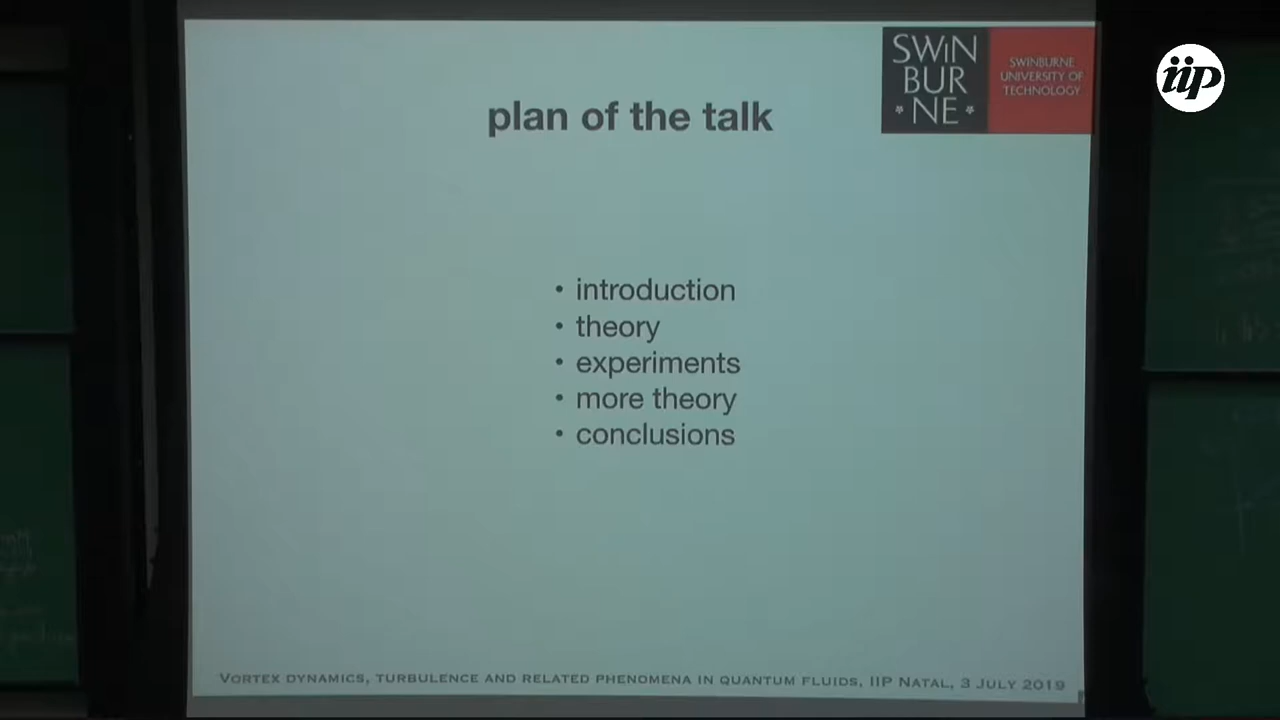 SWiN
BUR
NE
SWINBURNE
UNIVERSITY OF
TECHNOLOGY
iip
plan of the talk
• introduction
• theory
• experiments
• more theory
• conclusions
VORTEX DYNAMICS, TURBULENCE AND RELATED PHENOMENA IN QUANTUM FLUIDS, IIP NATAL, 3 JULY 2019